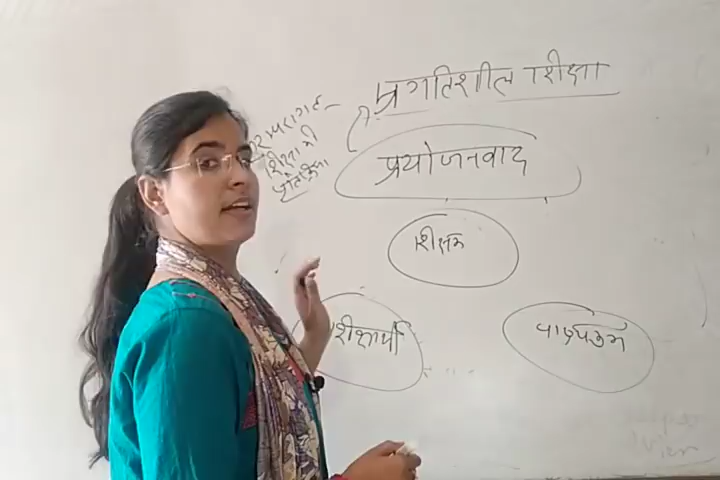 प्रगतिशील शिक्षा
शिक्षा की
प्रयोजनवाद
शिक्षक
शिक्षार्थी
पाठ्यक्रम